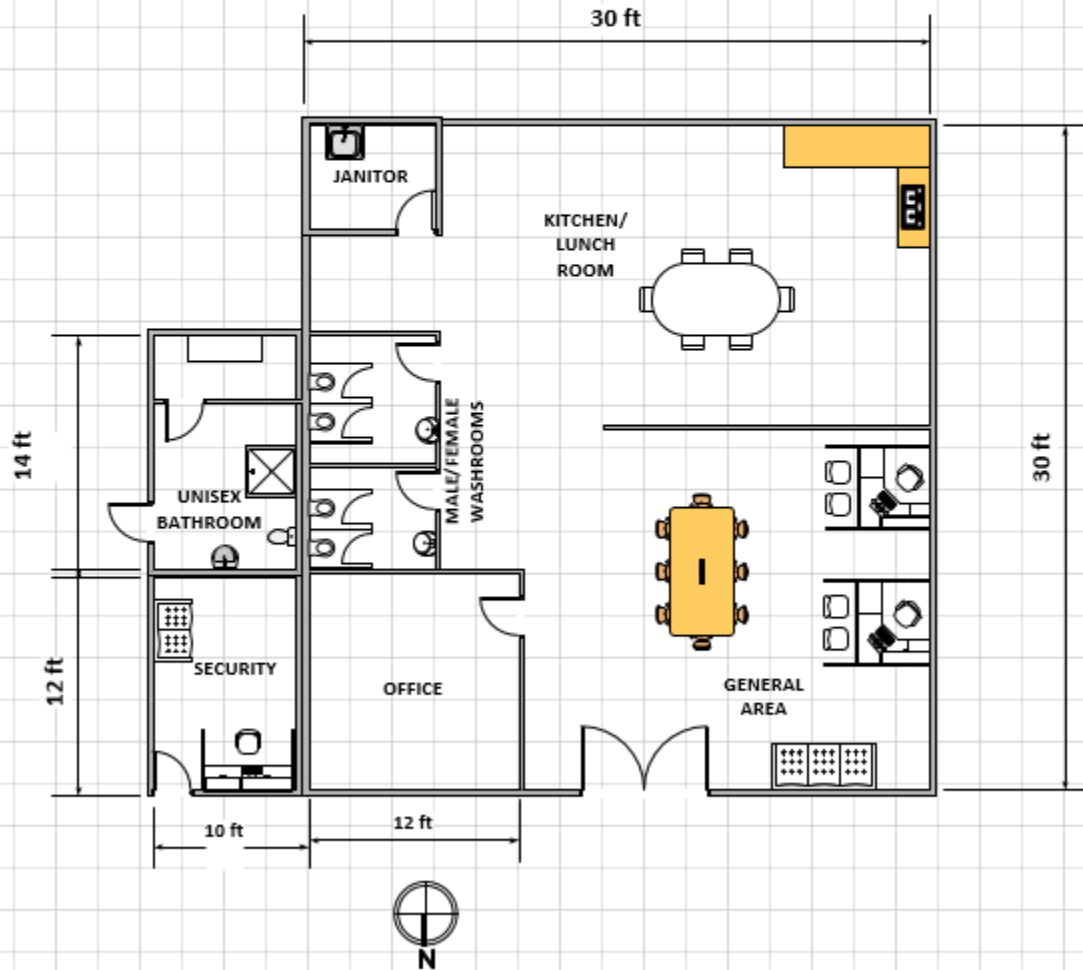 30 ft
JANITOR
KITCHEN/
LUNCH
ROOM
14 ft
MALE/FEMALE
WASHROOMS
30 ft
UNISEX
BATHROOM
12 ft
SECURITY
OFFICE
GENERAL
AREA
10 ft
12 ft
N